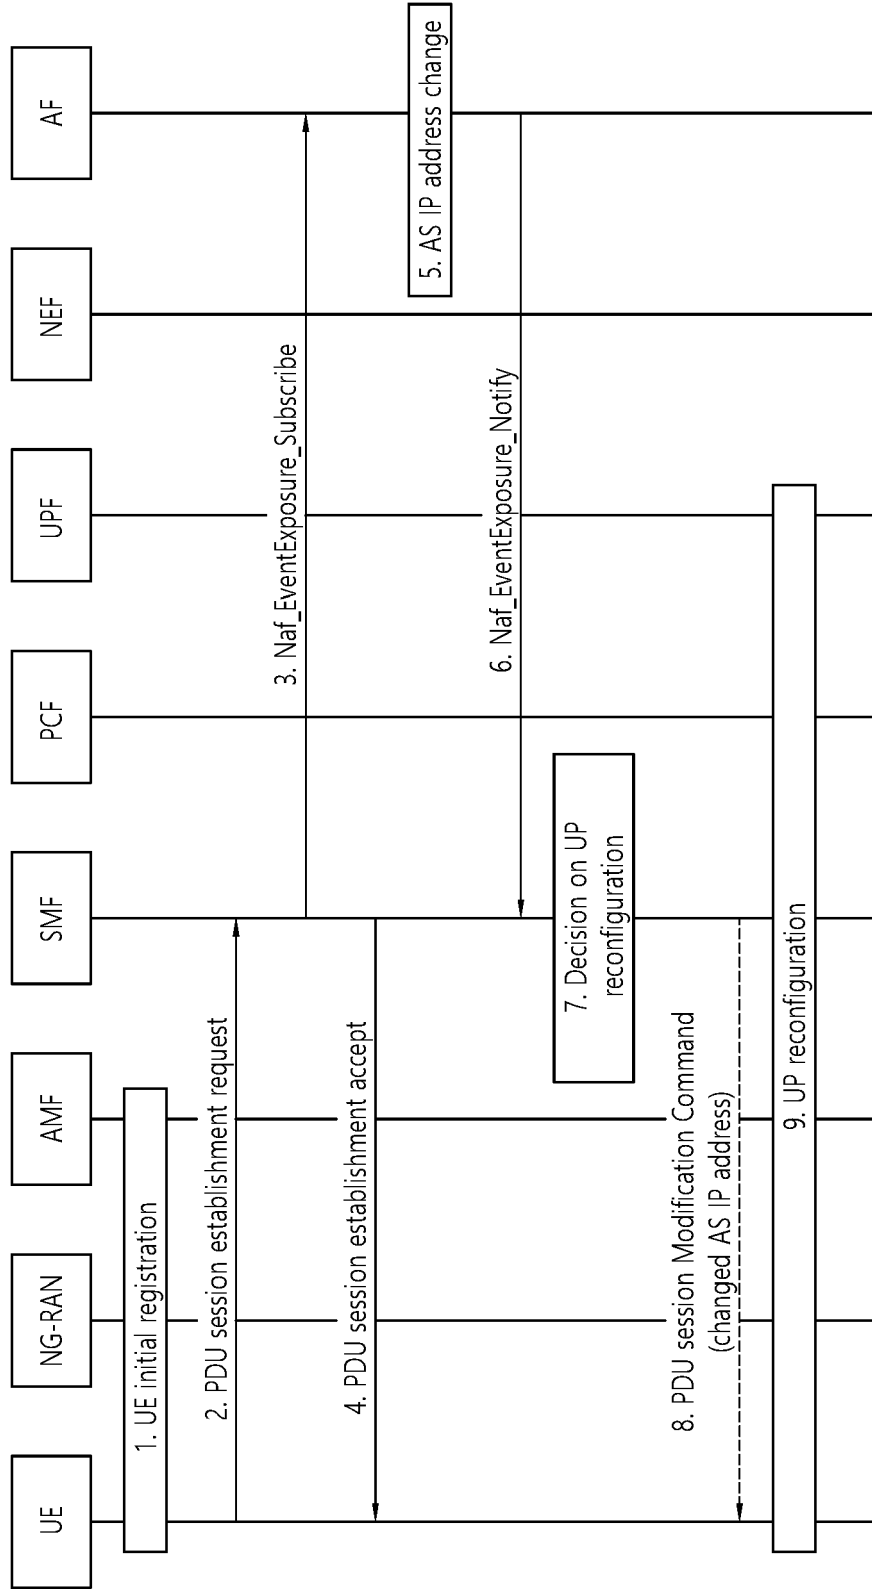 UE
NG-RAN
AMF
SMF
PCF
UPF
NEF
AF
1. UE initial registration
2. PDU session establishment request
3. Naf_EventExposure_Subscribe
4. PDU session establishment accept
5. AS IP address change
6. Naf_EventExposure_Notify
7. Decision on UP
reconfiguration
8. PDU session Modification Command
(changed AS IP address)
9. UP reconfiguration